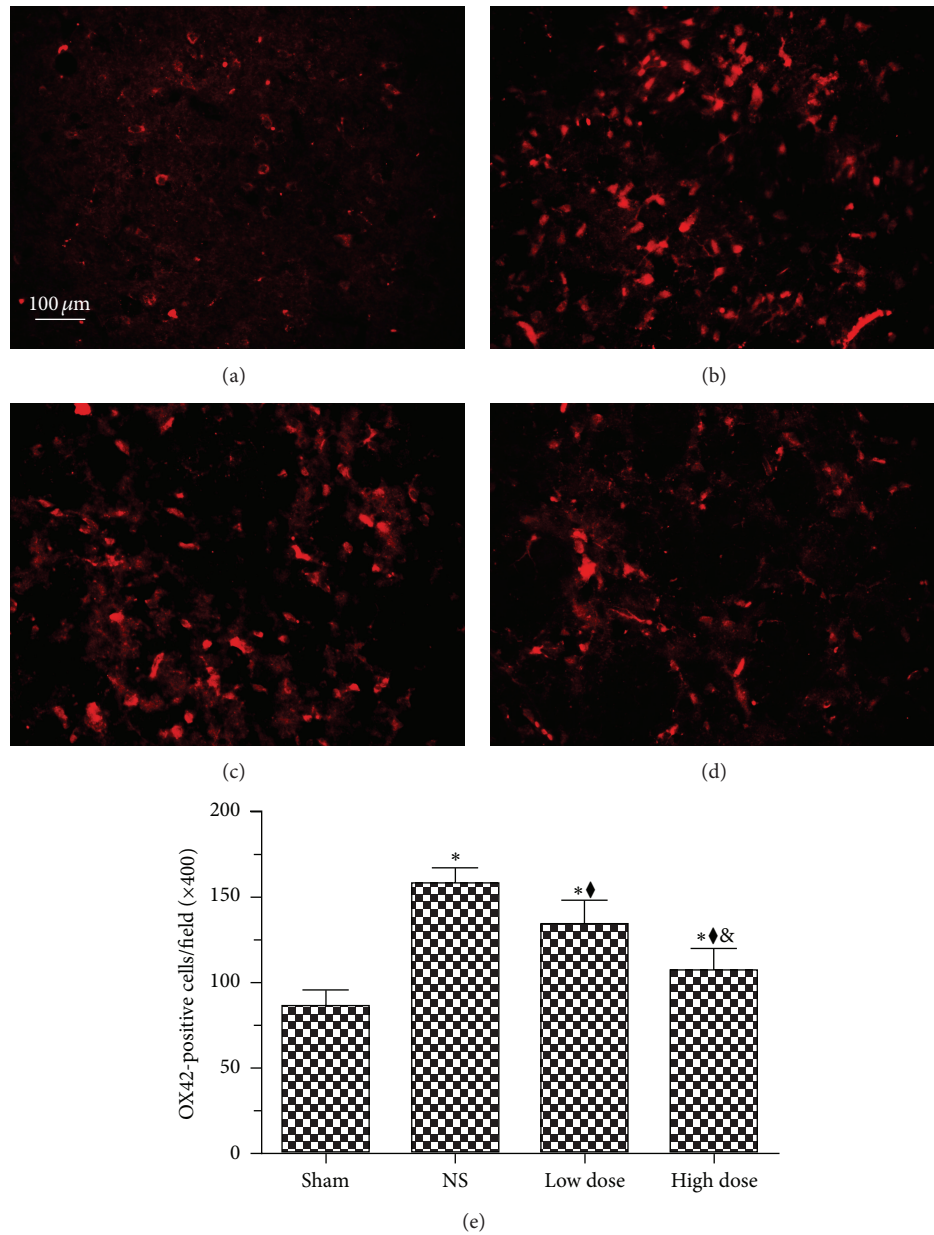 100 μm
(a)
(b)
(c)
(d)
200
150
100
50
0
OX42-positive cells/field (×400)
*
*♦
*♦&
Sham
NS
Low dose
High dose
(e)